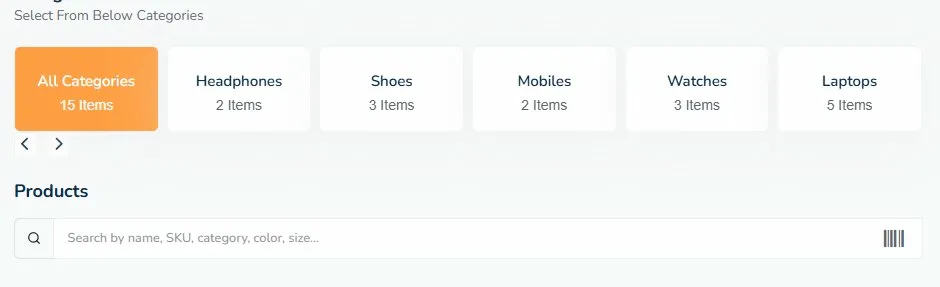 Select From Below Categories
All Categories
15 Items
Headphones
2 Items
Shoes
3 Items
Mobiles
2 Items
Watches
3 Items
Laptops
5 Items
Products
Search by name, SKU, category, color, size...